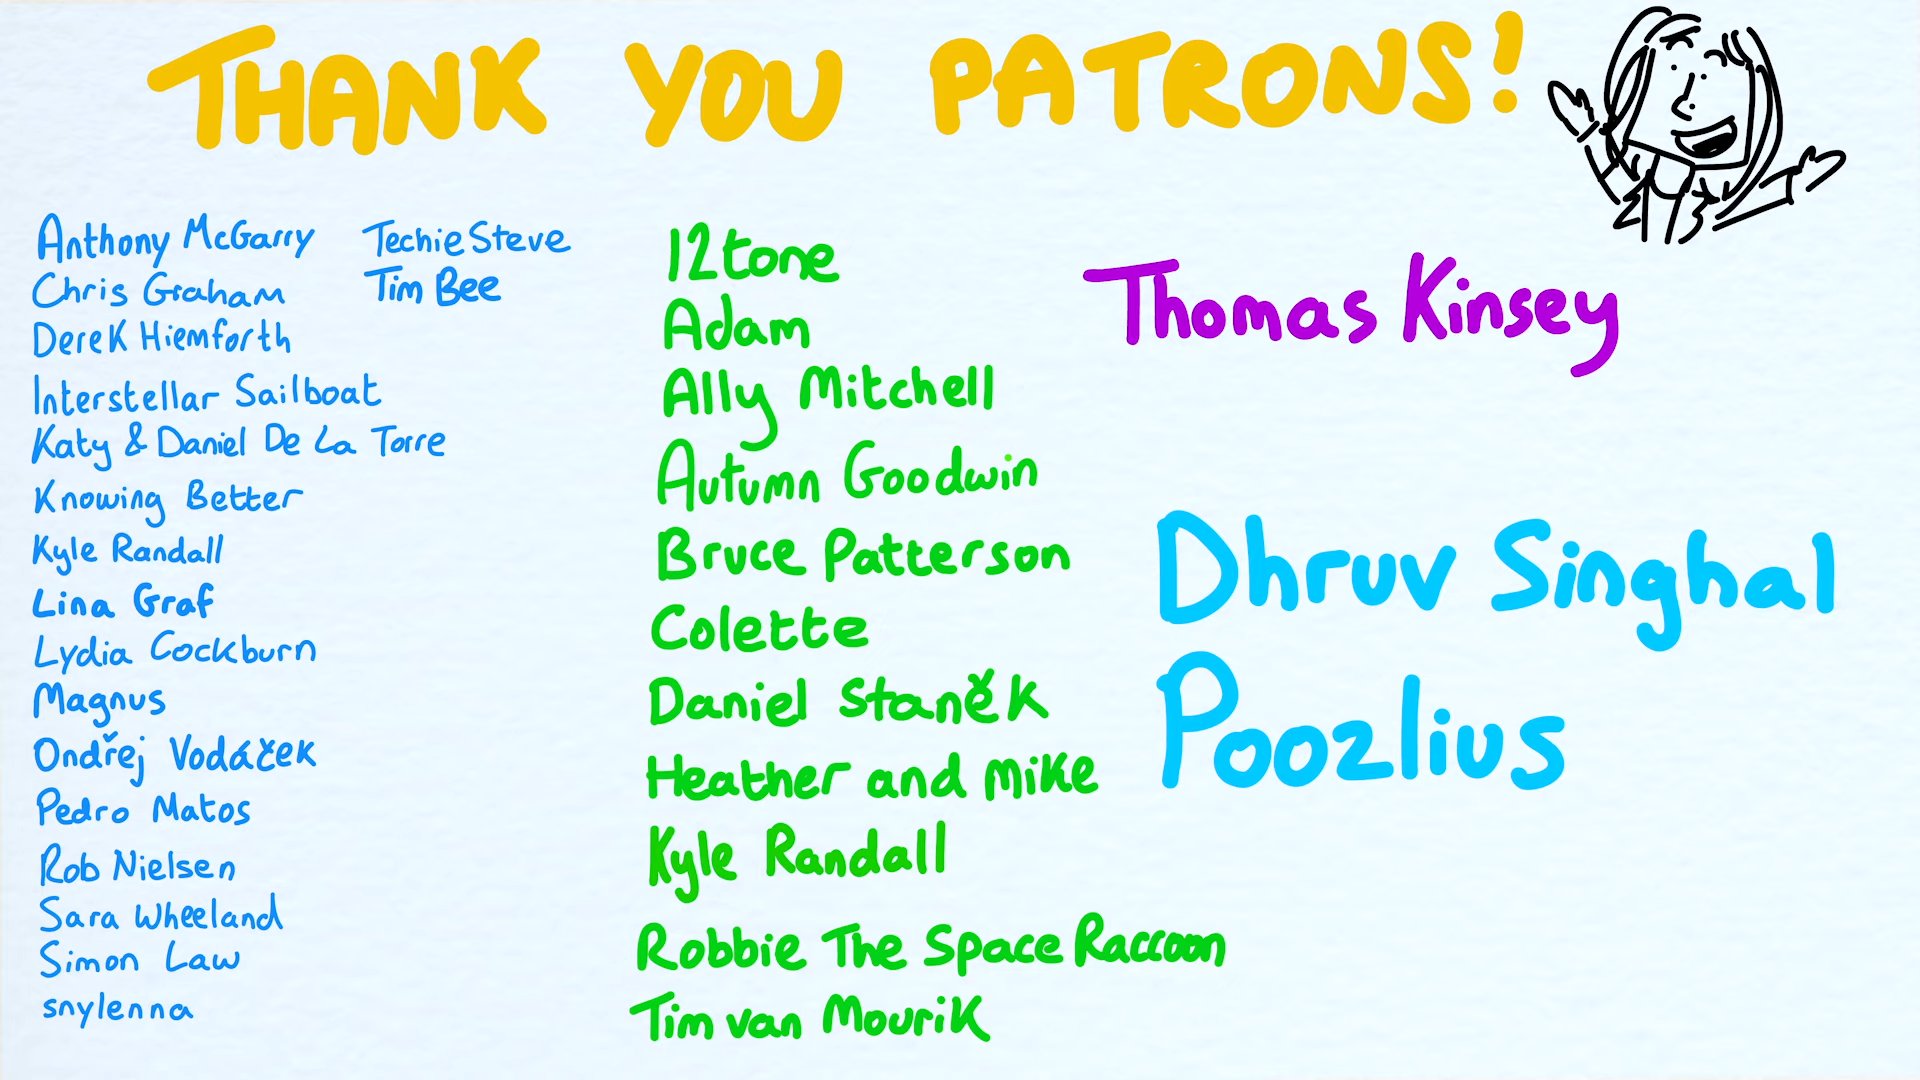 THANK YOU PATRONS!
Anthony McGarry
Chris Graham
Derek Hiemforth
Interstellar Sailboat
Katy & Daniel De La Torre
Knowing Better
Kyle Randall
Lina Graf
Lydia Cockburn
Magnus
Ondřej Vodáček
Pedro Matos
Rob Nielsen
Sara Wheeland
Simon Law
snylenna
TechieSteve
Tim Bee
12tone
Adam
Ally Mitchell
Autumn Goodwin
Bruce Patterson
Colette
Daniel Staněk
Heather and Mike
Kyle Randall
Robbie The Space Raccoon
Tim van Mourik
Thomas Kinsey
Dhruv Singhal
Poozlius